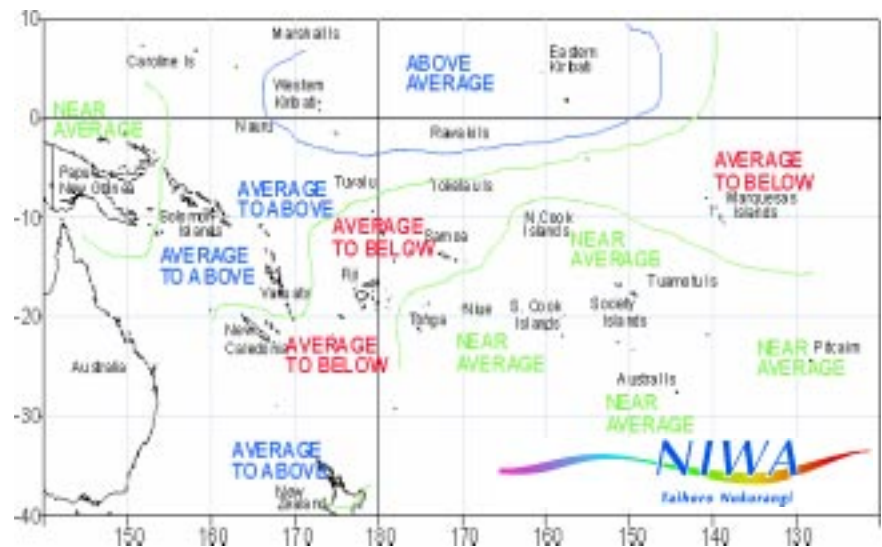 10
Marshalls
Eastern
Caroline Is
ABOVE
AVERAGE
Kiribati
Western
Kiribati
NEAR
AVERAGE
0
Nauru
Rawakis
AVERAGE
TO BELOW
Papua
New Guinea
AVERAGE
TO ABOVE
Tuvalu
Tokelau Is
Marquesas
Islands
-10
Solomon
Islands
AVERAGE
TO BELOW
Samoa
N. Cook
Islands
NEAR
AVERAGE
AVERAGE
TO ABOVE
Fiji
Tuamotu Is
Vanuatu
-20
Tonga
Niue
S. Cook
Islands
Society
Islands
New
Caledonia
AVERAGE
TO BELOW
NEAR
AVERAGE
NEAR
AVERAGE
Pitcairn
Australia
Austral Is
NEAR
AVERAGE
-30
AVERAGE
TO ABOVE
NIWA
Taihoro Nukurangi
New
Zealand
-40
150
160
170
180
170
160
150
140
130